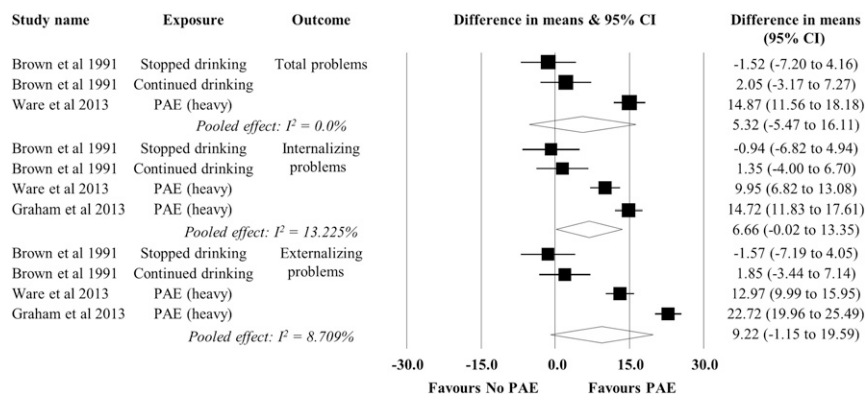 Study name Exposure Outcome Difference in means & 95% CI Difference in means
(95% CI)
Brown et al 1991 Stopped drinking Total problems -1.52 (-7.20 to 4.16)
Brown et al 1991 Continued drinking 2.05 (-3.17 to 7.27)
Ware et al 2013 PAE (heavy) 14.87 (11.56 to 18.18)
Pooled effect: I² = 0.0% 5.32 (-5.47 to 16.11)
Brown et al 1991 Stopped drinking Internalizing -0.94 (-6.82 to 4.94)
Brown et al 1991 Continued drinking problems 1.35 (-4.00 to 6.70)
Ware et al 2013 PAE (heavy) 9.95 (6.82 to 13.08)
Graham et al 2013 PAE (heavy) 14.72 (11.83 to 17.61)
Pooled effect: I² = 13.225% 6.66 (-0.02 to 13.35)
Brown et al 1991 Stopped drinking Externalizing -1.57 (-7.19 to 4.05)
Brown et al 1991 Continued drinking problems 1.85 (-3.44 to 7.14)
Ware et al 2013 PAE (heavy) 12.97 (9.99 to 15.95)
Graham et al 2013 PAE (heavy) 22.72 (19.96 to 25.49)
Pooled effect: I² = 8.709% 9.22 (-1.15 to 19.59)
-30.0 -15.0 0.0 15.0 30.0
Favours No PAE Favours PAE